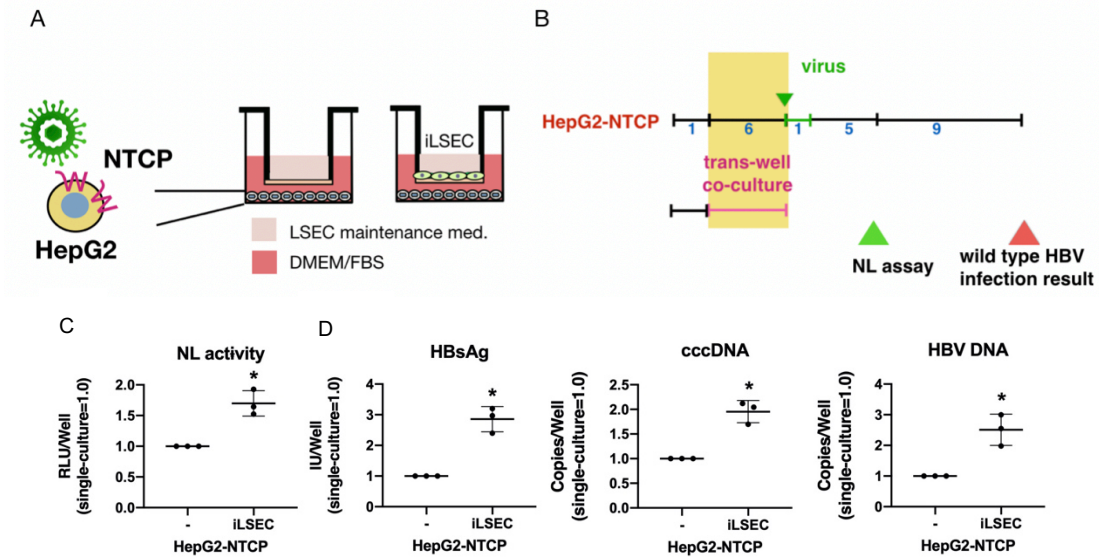 A
B
NTCP
HepG2
iLSEC
LSEC maintenance med.
DMEM/FBS
virus
HepG2-NTCP
1 6 1 5 9
trans-well
co-culture
NL assay
wild type HBV
infection result
C
NL activity
RLU/Well
(single-culture=1.0)
2.0
1.5
1.0
0.5
0.0
*
- iLSEC
HepG2-NTCP
D
HBsAg
IU/Well
(single-culture=1.0)
4
3
2
1
0
*
- iLSEC
HepG2-NTCP
cccDNA
Copies/Well
(single-culture=1.0)
2.5
2.0
1.5
1.0
0.5
0.0
*
- iLSEC
HepG2-NTCP
HBV DNA
Copies/Well
(single-culture=1.0)
4
3
2
1
0
*
- iLSEC
HepG2-NTCP